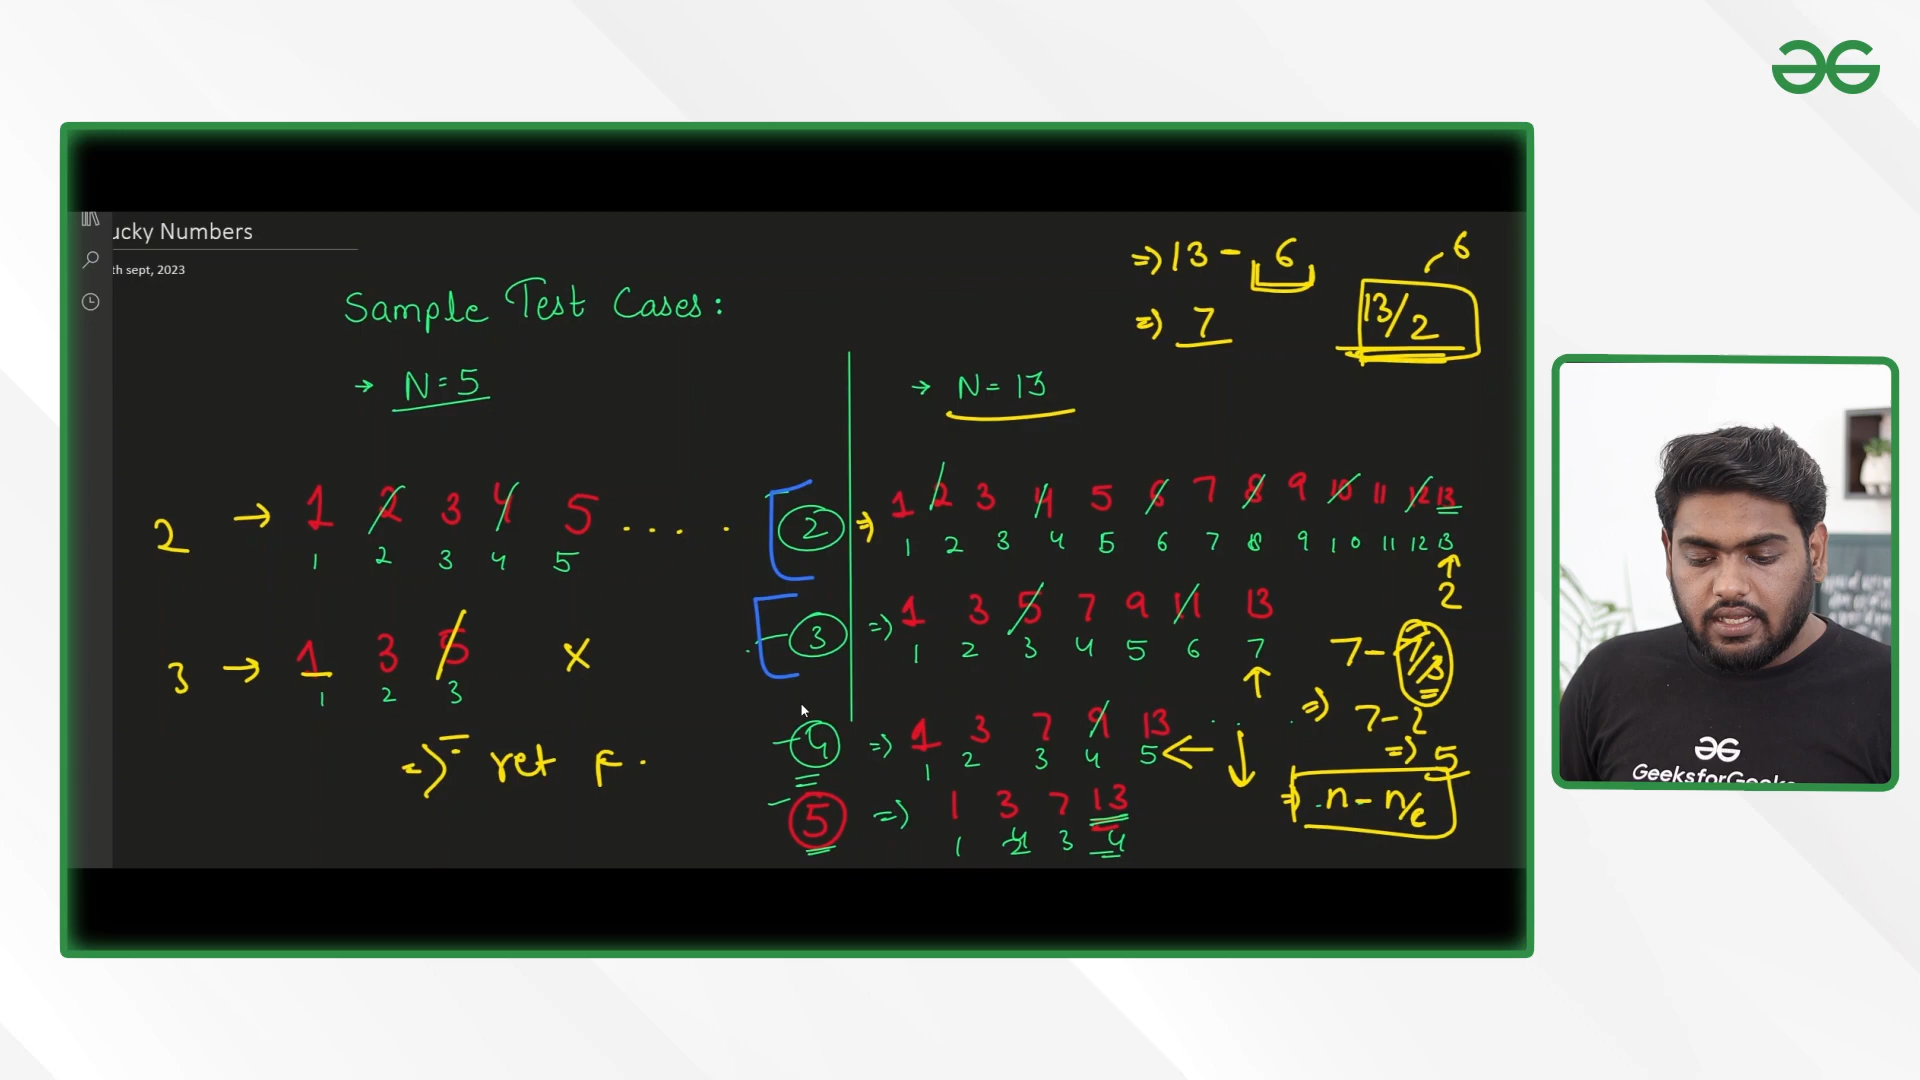 ucky Numbers
th sept, 2023
Sample Test Cases:
→ N=5
2 → 1 2 3 4 5 . . . .
1 2 3 4 5
3 → 1 3 5 x
1 2 3
=) ret F.
=) 13 - 6
=) 7
6
13/2
→ N= 13
2 =) 1 2 3 4 5 6 7 8 9 10 11 12 13
1 2 3 4 5 6 7 8 9 10 11 12 13
2
3 =) 1 3 5 7 9 11 13
1 2 3 4 5 6 7
7-7/3
=) 7-2
=) 5
=) n - n/c
4 =) 1 3 7 9 13
1 2 3 4 5
5 =) 1 3 7 13
1 2 3 4
GeeksforGeeks